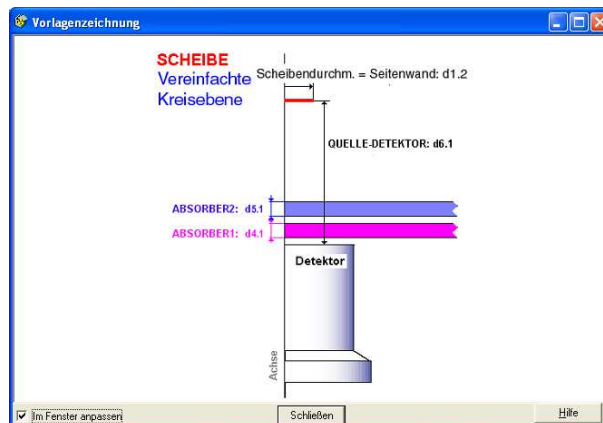 Vorlagenzeichnung
SCHEIBE
Vereinfachte
Kreisebene
Scheibendurchm. = Seitenwand: d1.2
QUELLE-DETEKTOR: d6.1
ABSORBER2: d5.1
ABSORBER1: d4.1
Detektor
Achse
Im Fenster anpassen
Schließen
Hilfe